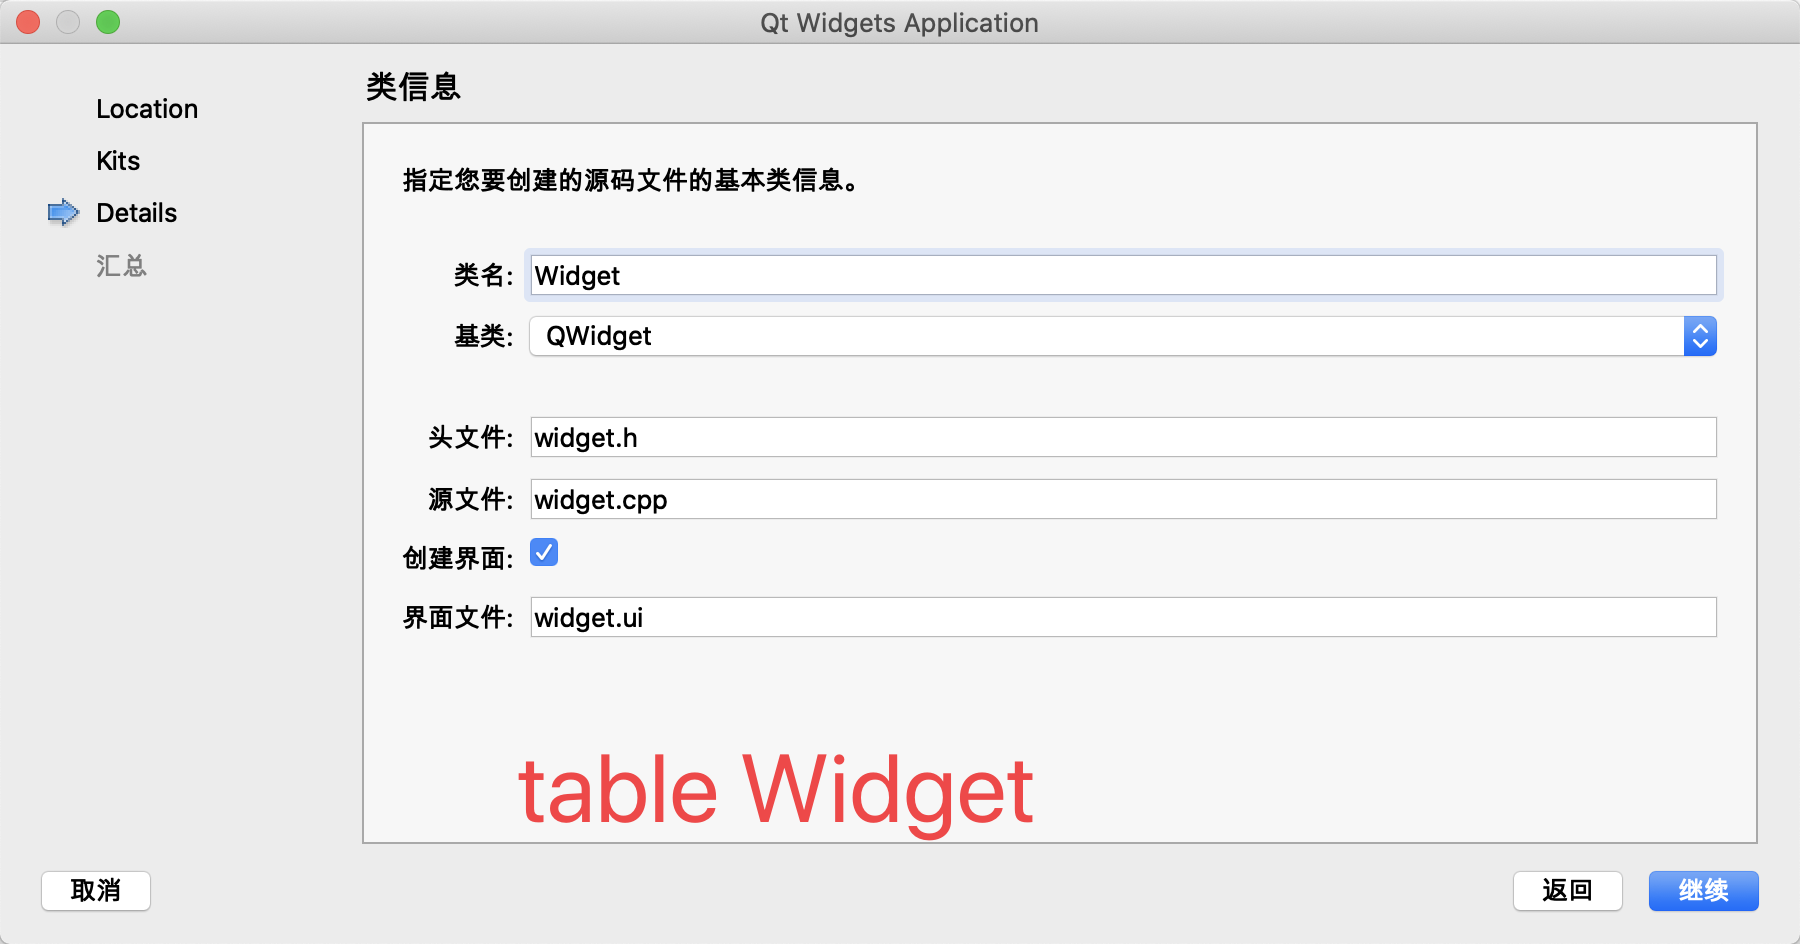 Qt Widgets Application
Location
Kits
Details
汇总
类信息
指定您要创建的源码文件的基本类信息。
类名: Widget
基类: QWidget
头文件: widget.h
源文件: widget.cpp
创建界面:
界面文件: widget.ui
table Widget
取消
返回
继续